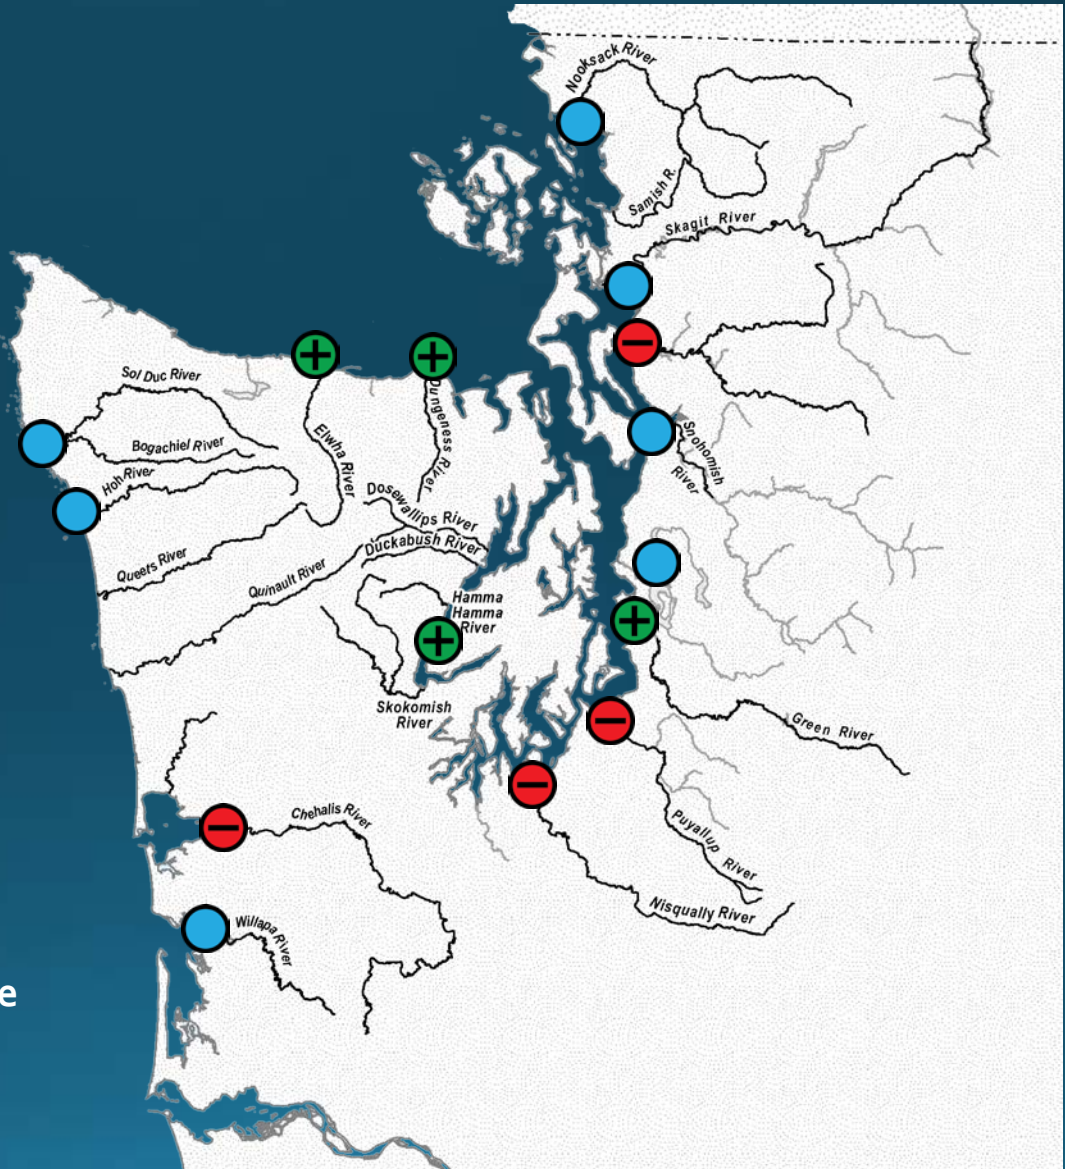 Nooksack River
Samish R.
Skagit River
Sol Duc River
Bogachiel River
Hoh River
Elwha River
Dungeness River
Snohomish
River
Dosewallips River
Duckabush River
Queets River
Quinault River
Hamma
Hamma
River
Skokomish
River
Green River
Chehalis River
Puyallup River
Nisqually River
Willapa River
e